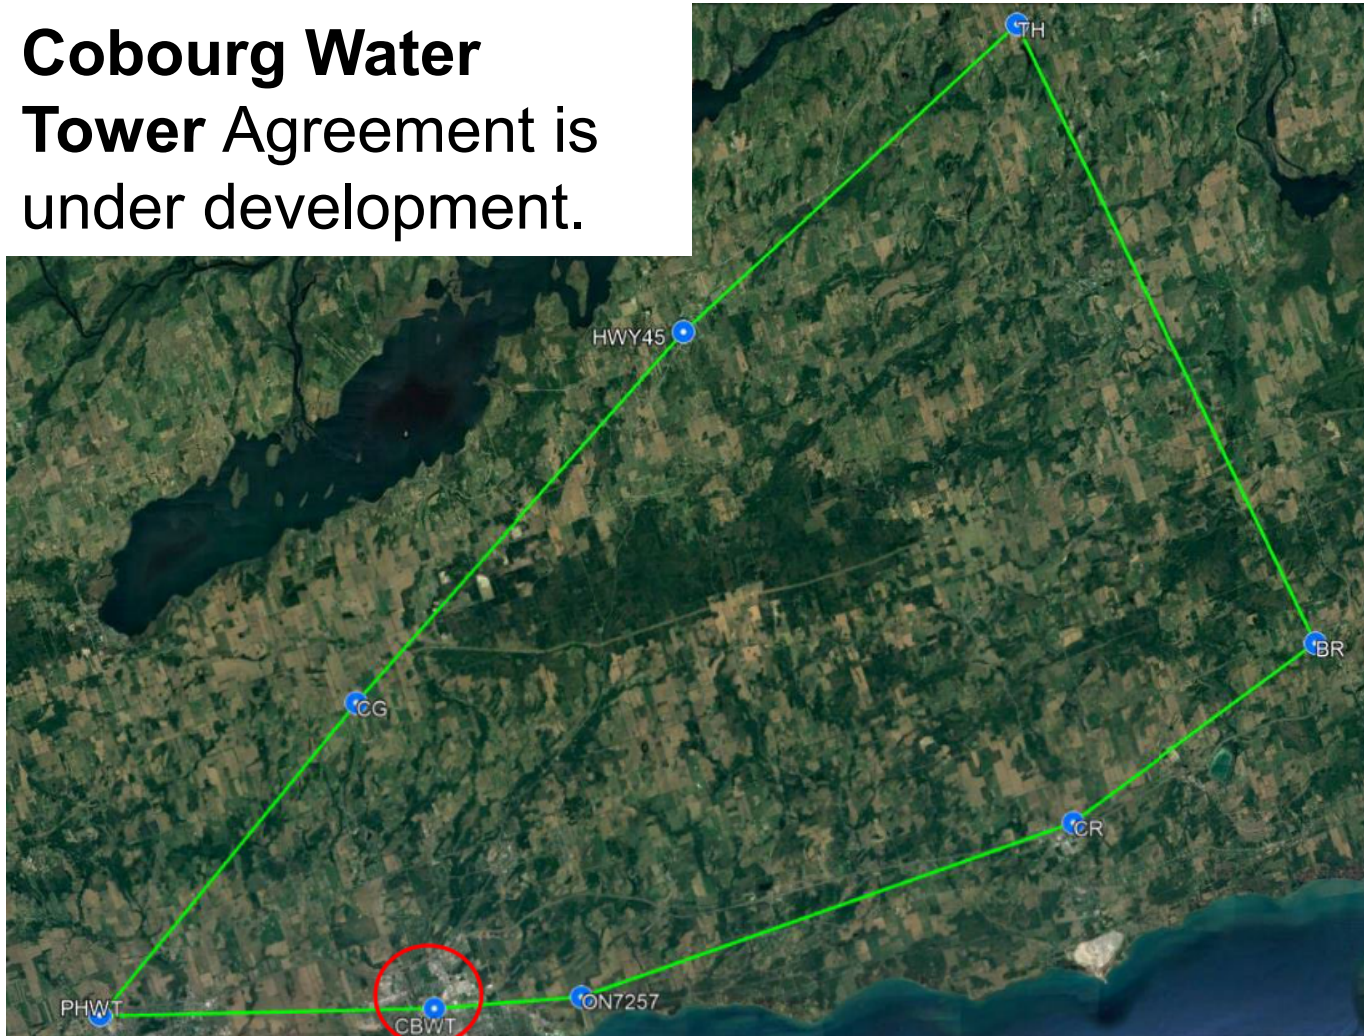 Cobourg Water
Tower Agreement is
under development.
TH
HWY45
BR
CG
CR
ON7257
PHWT
CBWT